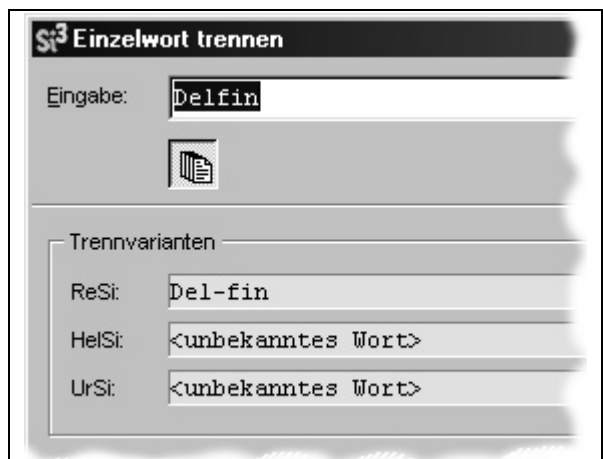 Si3 Einzelwort trennen
Eingabe: Delfin
Trennvarianten
ReSi: Del-fin
HelSi: <unbekanntes Wort>
UrSi: <unbekanntes Wort>